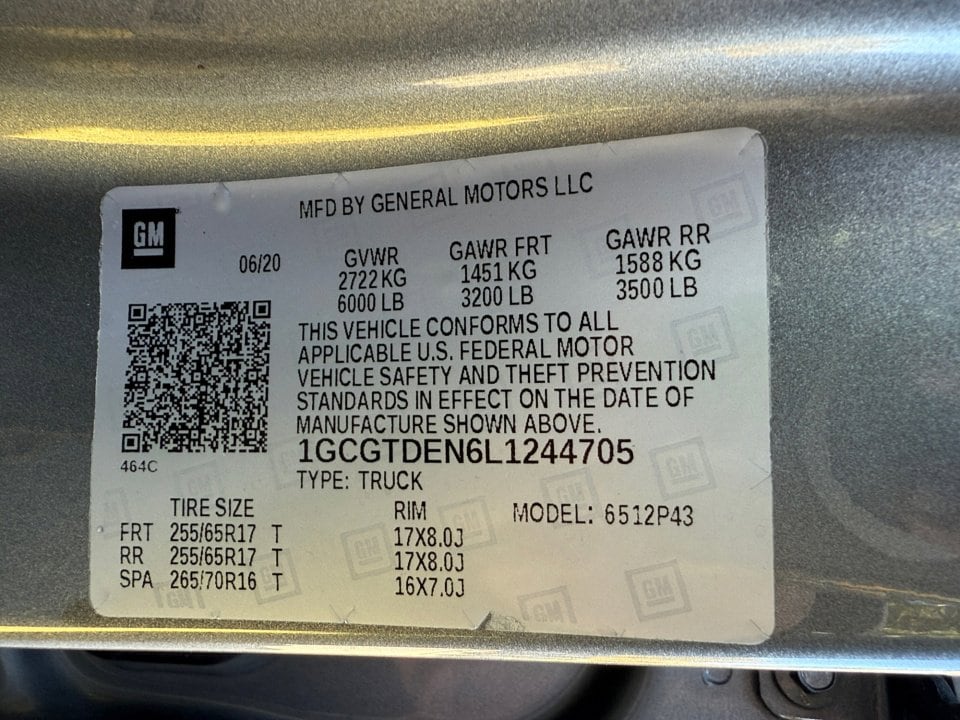 MFD BY GENERAL MOTORS LLC
GM
06/20 GVWR GAWR FRT GAWR RR
2722 KG 1451 KG 1588 KG
6000 LB 3200 LB 3500 LB
THIS VEHICLE CONFORMS TO ALL
APPLICABLE U.S. FEDERAL MOTOR
VEHICLE SAFETY AND THEFT PREVENTION
STANDARDS IN EFFECT ON THE DATE OF
MANUFACTURE SHOWN ABOVE.
464C
1GCGTDEN6L1244705
TYPE: TRUCK
TIRE SIZE RIM MODEL: 6512P43
FRT 255/65R17 T 17X8.0J
RR 255/65R17 T 17X8.0J
SPA 265/70R16 T 16X7.0J